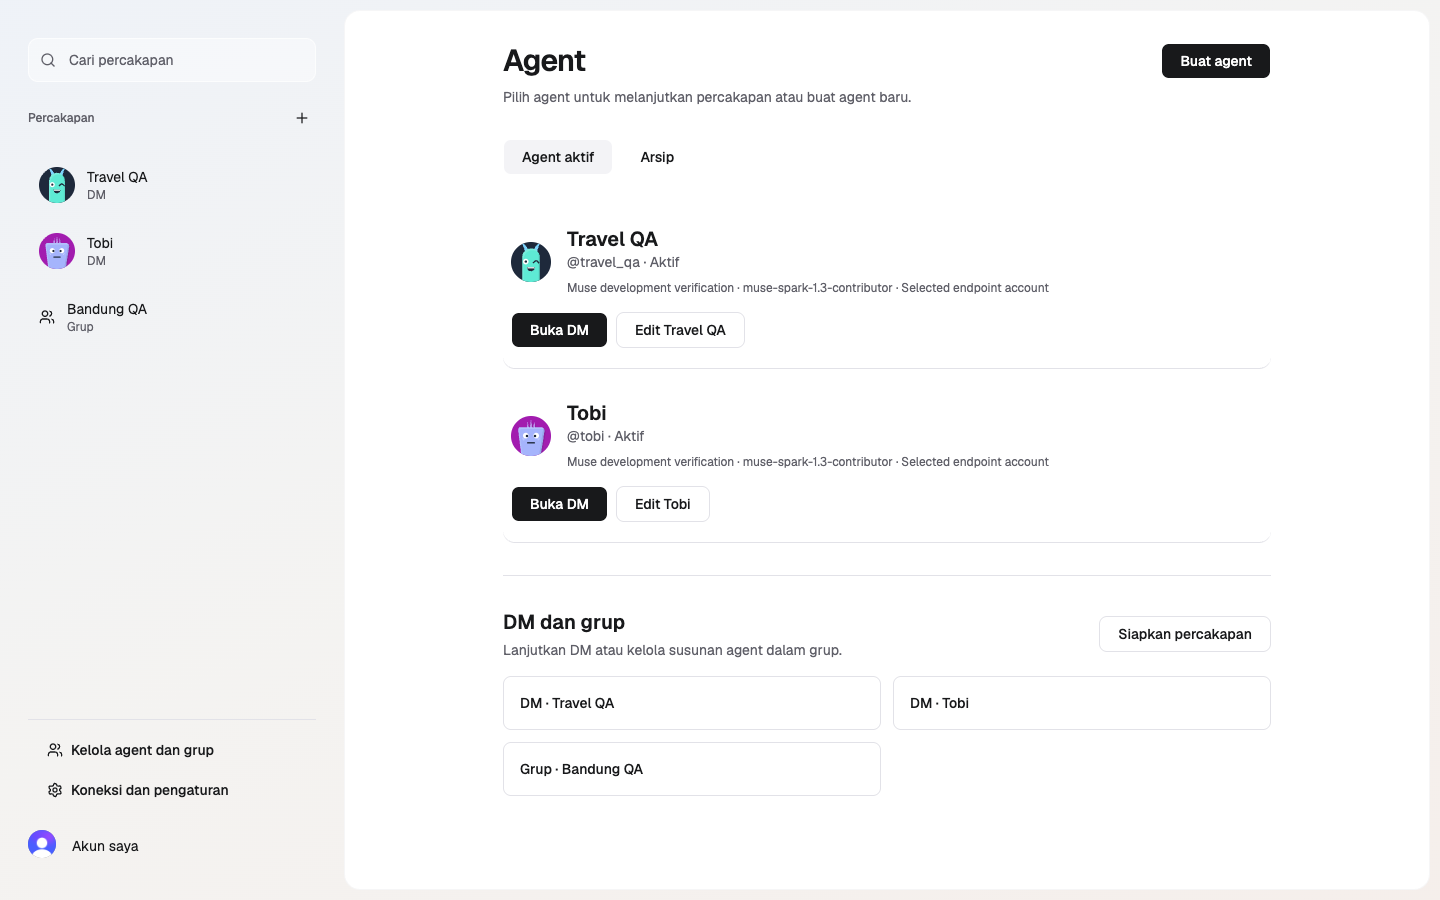 Cari percakapan
Percakapan
Travel QA
DM
Tobi
DM
Bandung QA
Grup
Kelola agent dan grup
Koneksi dan pengaturan
Akun saya
Agent
Buat agent
Pilih agent untuk melanjutkan percakapan atau buat agent baru.
Agent aktif
Arsip
Travel QA
@travel_qa · Aktif
Muse development verification · muse-spark-1.3-contributor · Selected endpoint account
Buka DM
Edit Travel QA
Tobi
@tobi · Aktif
Muse development verification · muse-spark-1.3-contributor · Selected endpoint account
Buka DM
Edit Tobi
DM dan grup
Siapkan percakapan
Lanjutkan DM atau kelola susunan agent dalam grup.
DM · Travel QA
DM · Tobi
Grup · Bandung QA